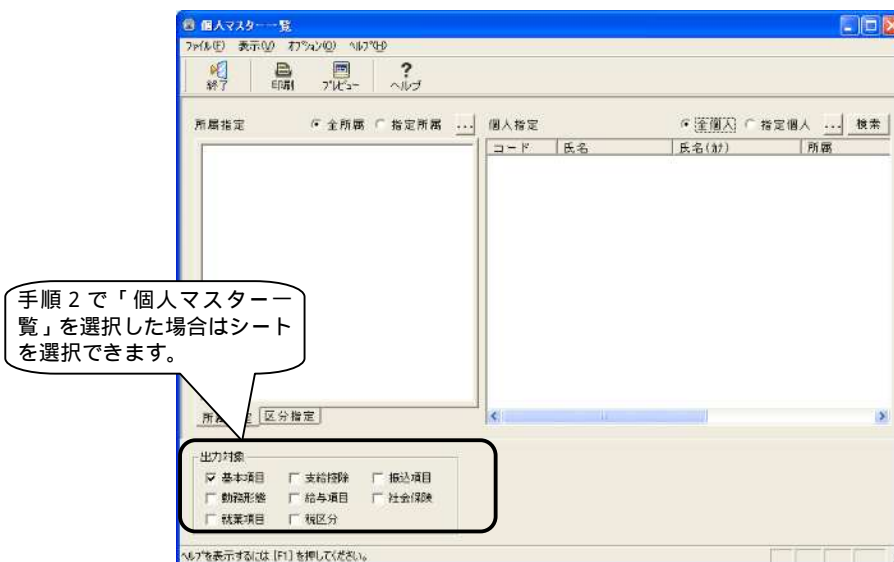 個人マスター一覧
ファイル(F) 表示(V) オプション(O) ヘルプ(H)
終了 印刷 プレビュー ヘルプ
所属指定 全所属 指定所属 ... 個人指定 全個人 指定個人 ... 検索
コード 氏名 氏名(カナ) 所属
手順２で「個人マスター一
覧」を選択した場合はシート
を選択できます。
区分指定
出力対象
基本項目 支給控除 振込項目
勤務形態 給与項目 社会保険
就業項目 税区分
ヘルプを表示するには [F1] を押してください。